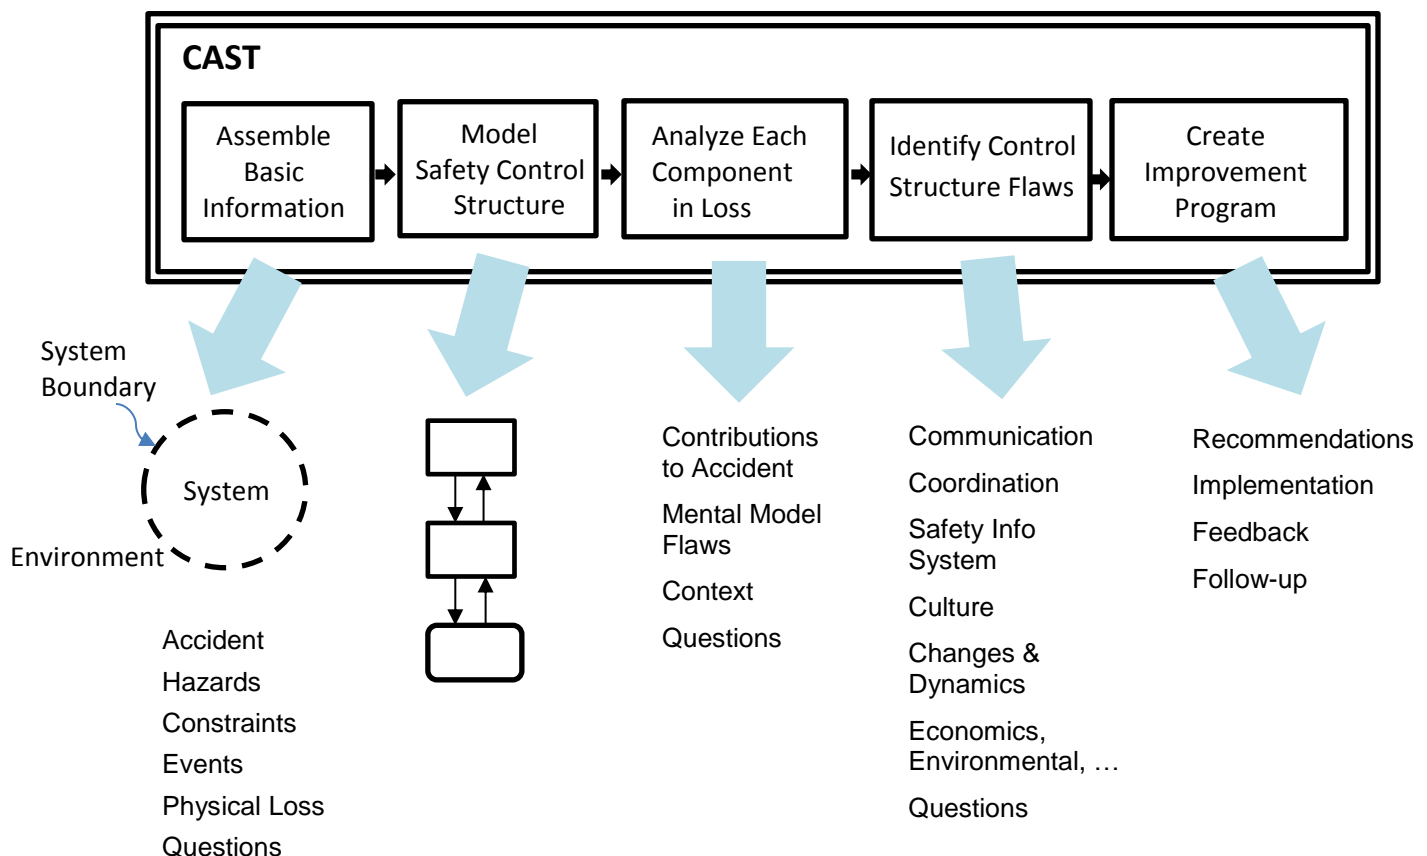 CAST
Assemble
Basic
Information
Model
Safety Control
Structure
Analyze Each
Component
in Loss
Identify Control
Structure Flaws
Create
Improvement
Program
System
Boundary
System
Environment
Accident
Hazards
Constraints
Events
Physical Loss
Questions
Contributions
to Accident
Mental Model
Flaws
Context
Questions
Communication
Coordination
Safety Info
System
Culture
Changes &
Dynamics
Economics,
Environmental, …
Questions
Recommendations
Implementation
Feedback
Follow-up